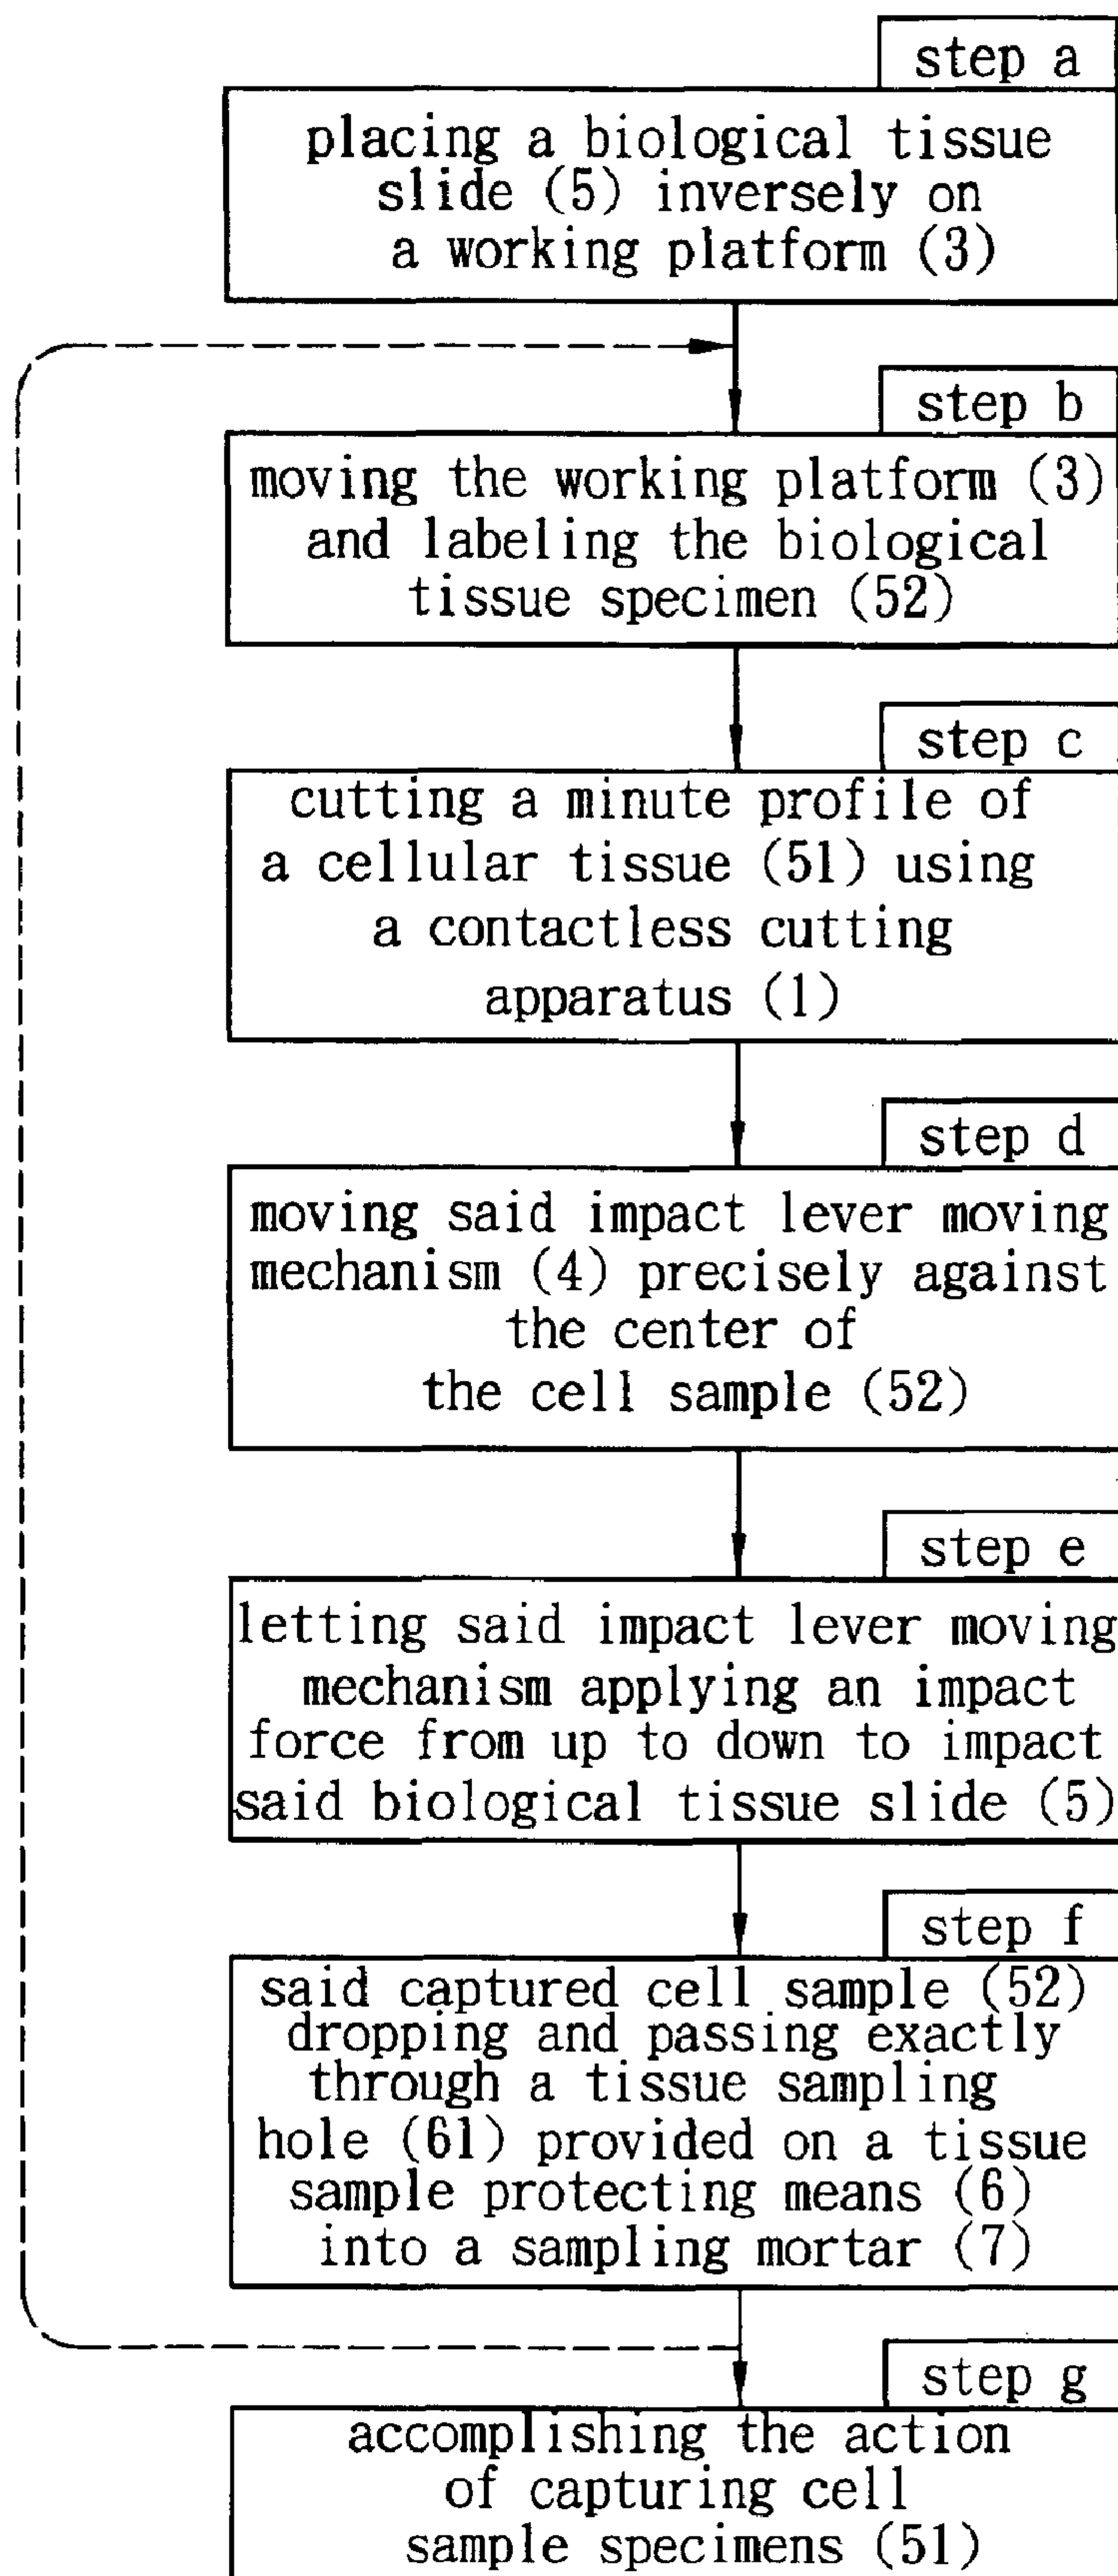 step a
placing a biological tissue
slide (5) inversely on
a working platform (3)
step b
moving the working platform (3)
and labeling the biological
tissue specimen (52)
step c
cutting a minute profile of
a cellular tissue (51) using
a contactless cutting
apparatus (1)
step d
moving said impact lever moving
mechanism (4) precisely against
the center of
the cell sample (52)
step e
letting said impact lever moving
mechanism applying an impact
force from up to down to impact
said biological tissue slide (5)
step f
said captured cell sample (52)
dropping and passing exactly
through a tissue sampling
hole (61) provided on a tissue
sample protecting means (6)
into a sampling mortar (7)
step g
accomplishing the action
of capturing cell
sample specimens (51)